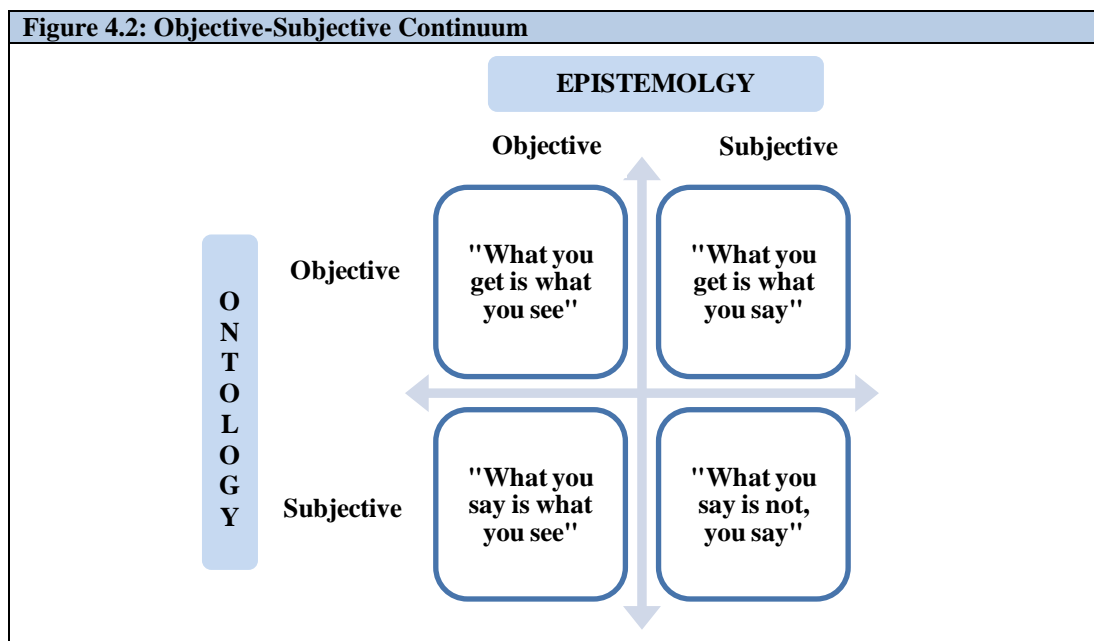 Figure 4.2: Objective-Subjective Continuum
EPISTEMOLGY
Objective
Subjective
O
N
T
O
L
O
G
Y
Objective
"What you
get is what
you see"
"What you
get is what
you say"
Subjective
"What you
say is what
you see"
"What you
say is not,
you say"